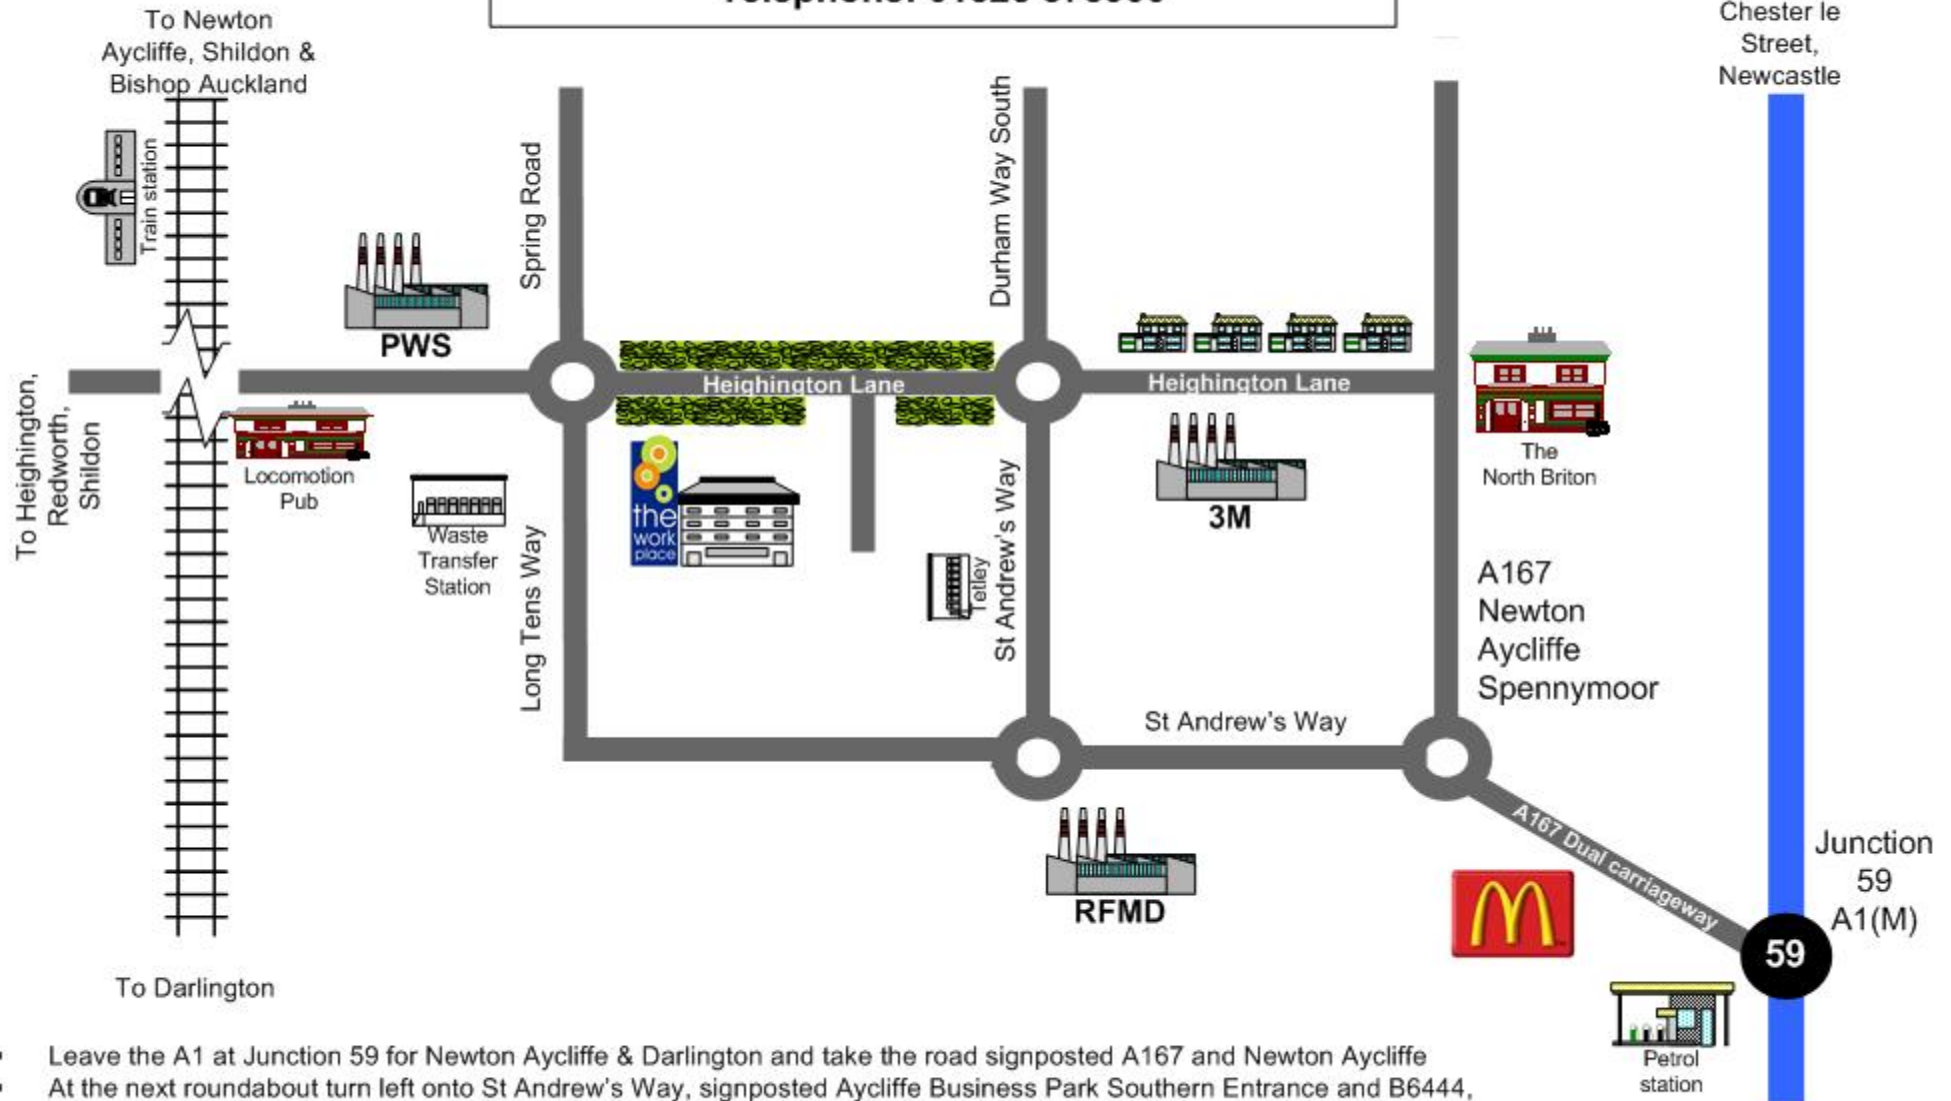 To Newton
Aycliffe, Shildon &
Bishop Auckland
Chester le
Street,
Newcastle
Train station
Spring Road
Durham Way South
PWS
Heighington Lane
Heighington Lane
To Heighington,
Redworth,
Shildon
Locomotion
Pub
Waste
Transfer
Station
Long Tens Way
the
work
place
Tetley
St Andrew's Way
3M
The
North Briton
A167
Newton
Aycliffe
Spennymoor
St Andrew's Way
RFMD
A167 Dual carriageway
Junction
59
A1(M)
59
To Darlington
Petrol
station
Leave the A1 at Junction 59 for Newton Aycliffe & Darlington and take the road signposted A167 and Newton Aycliffe
At the next roundabout turn left onto St Andrew's Way, signposted Aycliffe Business Park Southern Entrance and B6444,